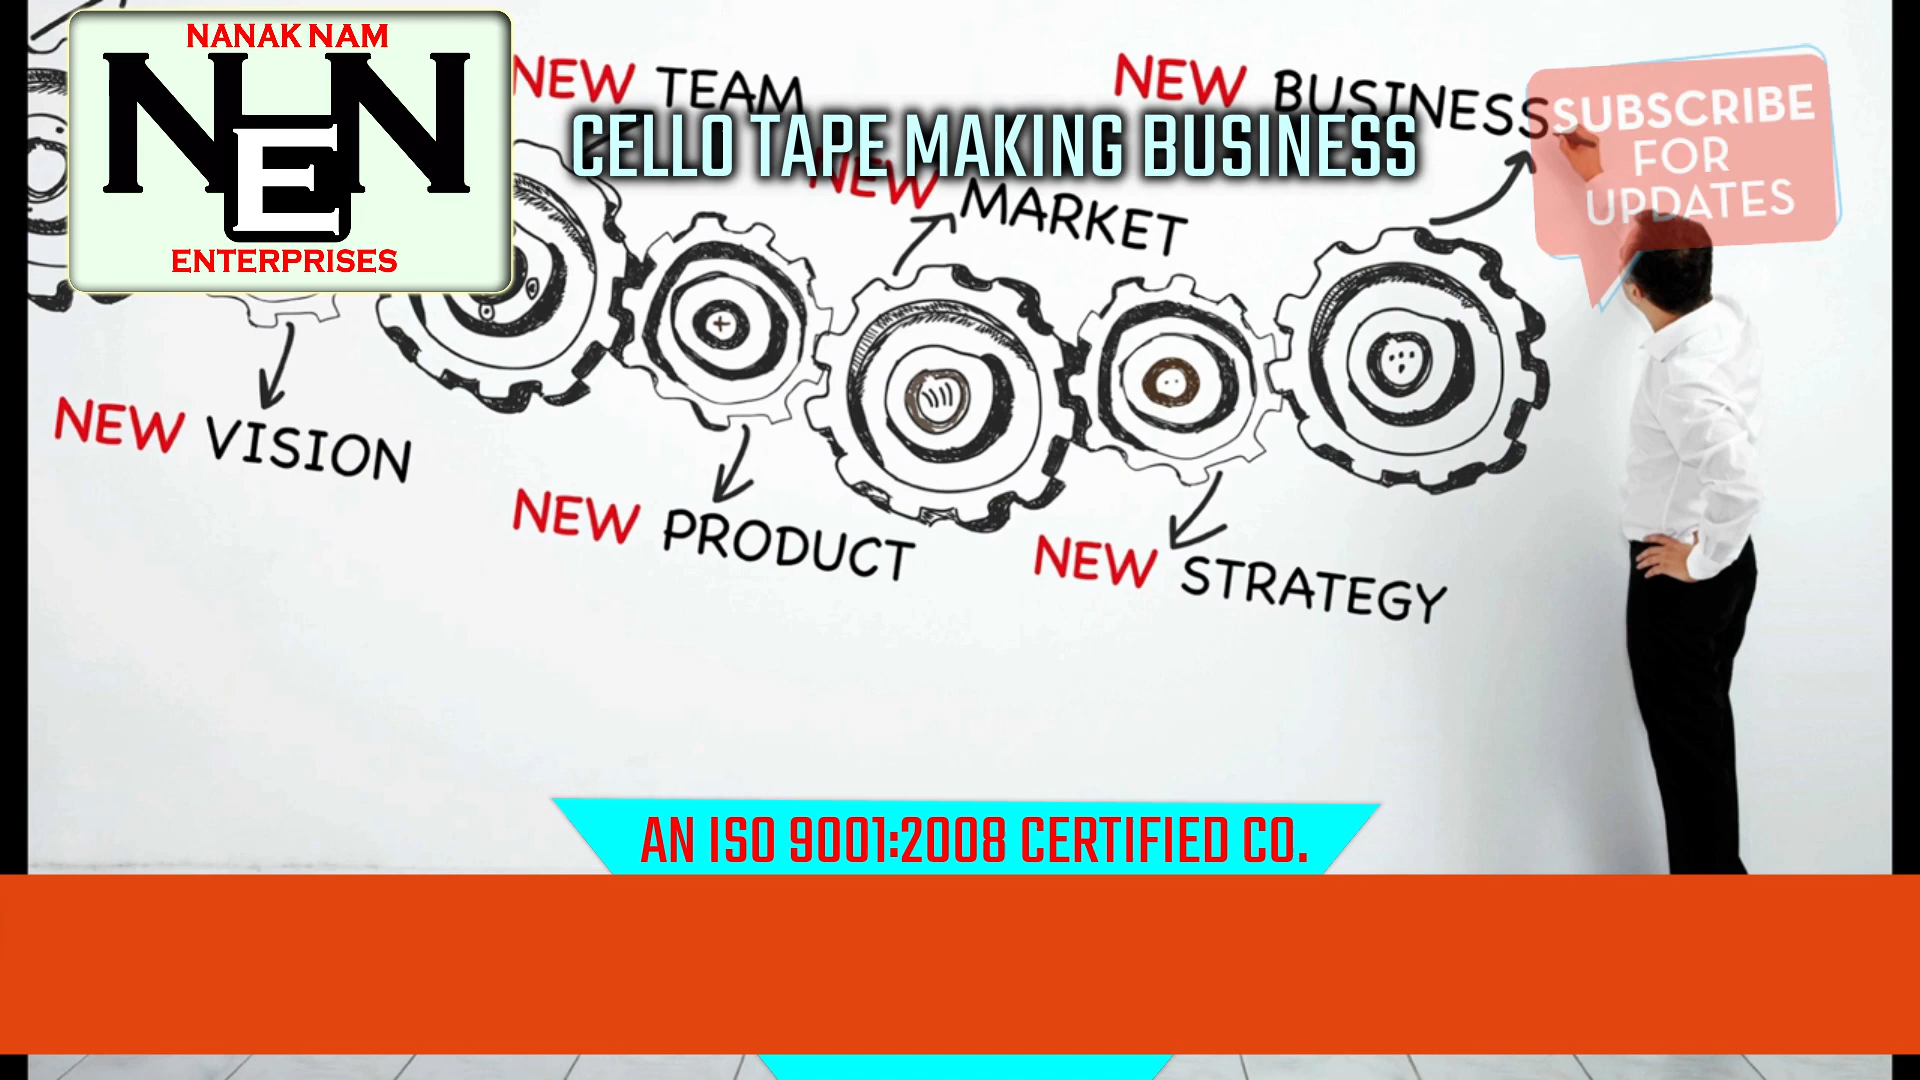 NANAK NAM
NEN
ENTERPRISES
NEW TEAM
NEW BUSINESS
CELLO TAPE MAKING BUSINESS
SUBSCRIBE
FOR
UPDATES
NEW MARKET
NEW VISION
NEW PRODUCT
NEW STRATEGY
AN ISO 9001:2008 CERTIFIED CO.